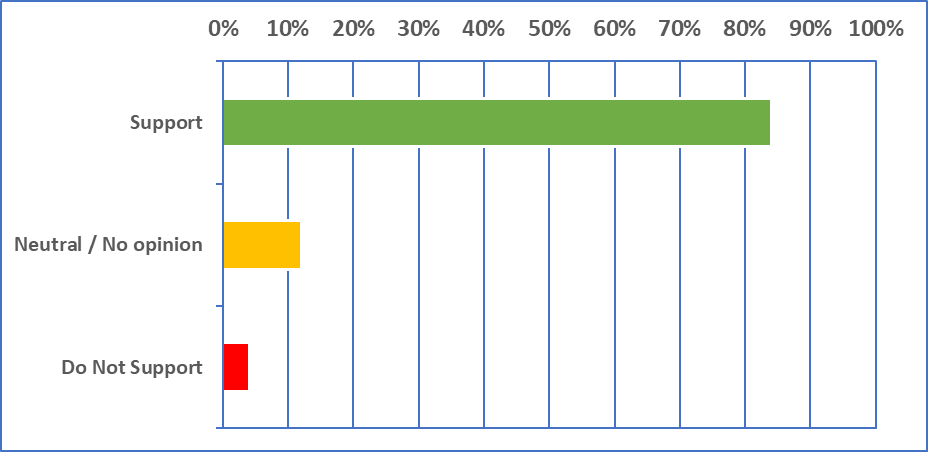 0% 10% 20% 30% 40% 50% 60% 70% 80% 90% 100%
Support
Neutral / No opinion
Do Not Support